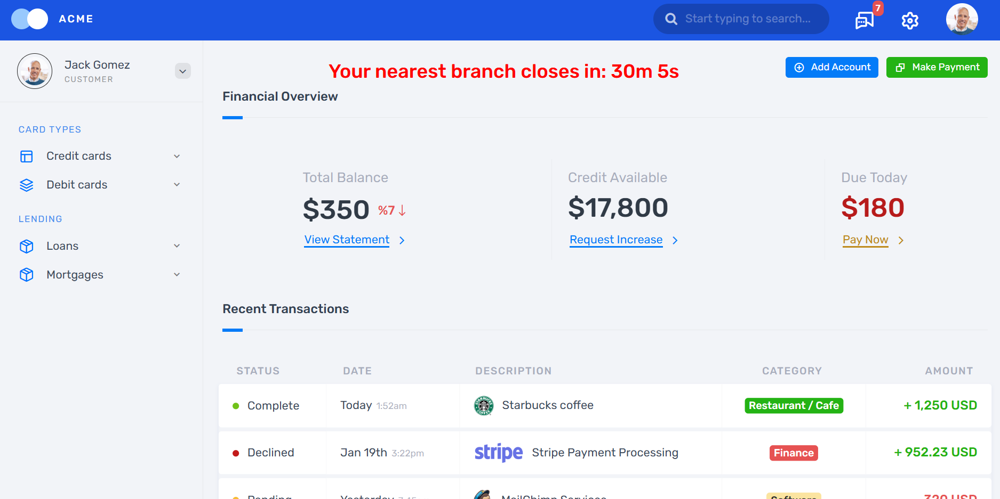 ACME
Start typing to search...
7
Jack Gomez
CUSTOMER
Your nearest branch closes in: 30m 5s
Add Account
Make Payment
Financial Overview
CARD TYPES
Credit cards
Debit cards
LENDING
Loans
Mortgages
Total Balance
$350 %7
View Statement
Credit Available
$17,800
Request Increase
Due Today
$180
Pay Now
Recent Transactions
STATUS DATE DESCRIPTION CATEGORY AMOUNT
Complete Today 1:52am STARBUCKS COFFEE Starbucks coffee Restaurant / Cafe + 1,250 USD
Declined Jan 19th 3:22pm stripe Stripe Payment Processing Finance + 952.23 USD
Pending Yesterday MailChimp Services Software 320 USD